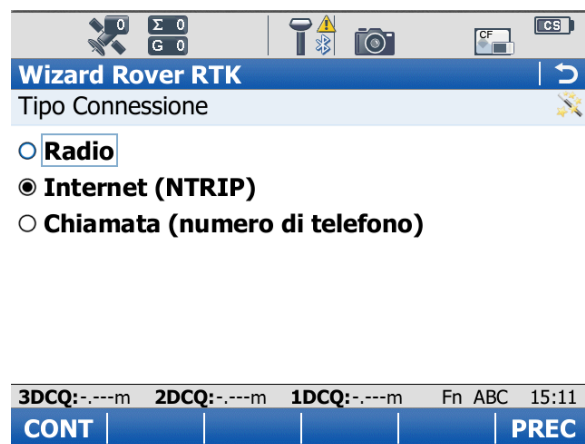 0 Σ 0 CF CS
G 0
Wizard Rover RTK
Tipo Connessione
Radio
Internet (NTRIP)
Chiamata (numero di telefono)
3DCQ:-.---m 2DCQ:-.---m 1DCQ:-.---m Fn ABC 15:11
CONT PREC